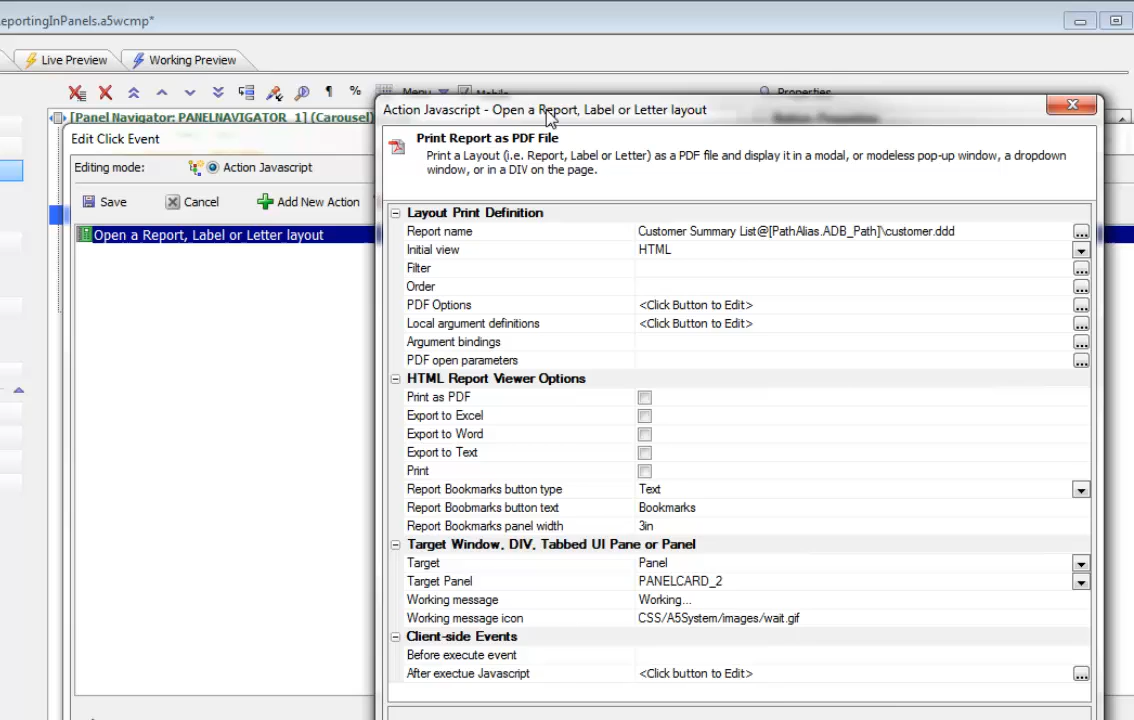 eportingInPanels.a5wcmp*
Live Preview
Working Preview
Menu
Mobile
Properties
[Panel Navigator: PANELNAVIGATOR_1] (Carousel)
Action Javascript - Open a Report, Label or Letter layout
Edit Click Event
Print Report as PDF File
Print a Layout (i.e. Report, Label or Letter) as a PDF file and display it in a modal, or modeless pop-up window, a dropdown
window, or in a DIV on the page.
Editing mode:
Action Javascript
Save
Cancel
Add New Action
Open a Report, Label or Letter layout
Layout Print Definition
Report name Customer Summary List@[PathAlias.ADB_Path]\customer.ddd
Initial view HTML
Filter
Order
PDF Options <Click Button to Edit>
Local argument definitions <Click Button to Edit>
Argument bindings
PDF open parameters
HTML Report Viewer Options
Print as PDF
Export to Excel
Export to Word
Export to Text
Print
Report Bookmarks button type Text
Report Boobmarks button text Bookmarks
Report Bookmarks panel width 3in
Target Window, DIV, Tabbed UI Pane or Panel
Target Panel
Target Panel PANELCARD_2
Working message Working...
Working message icon CSS/A5System/images/wait.gif
Client-side Events
Before execute event
After exectue Javascript <Click button to Edit>